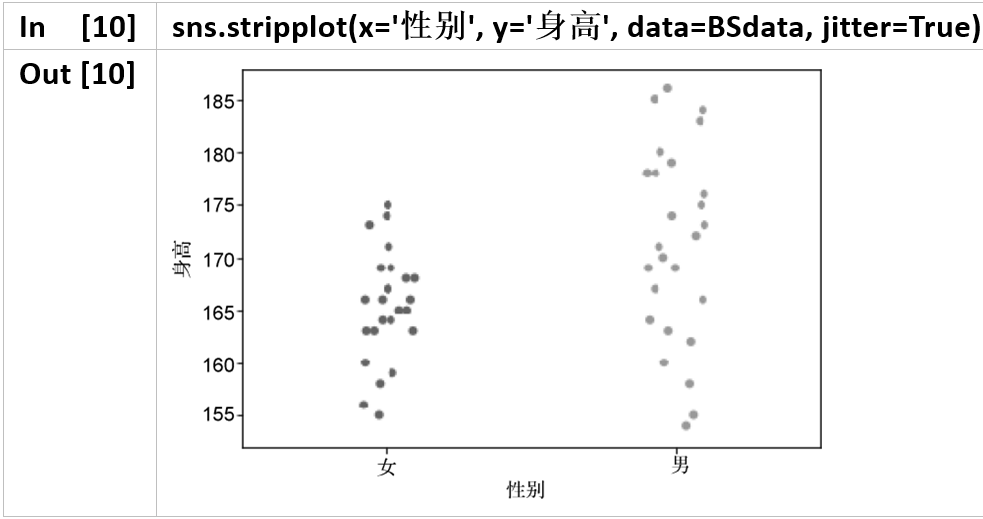 In [10]
sns.stripplot(x='性别', y='身高', data=BSdata, jitter=True)
Out [10]
185
180
175
170
165
160
155
身高
女
男
性别